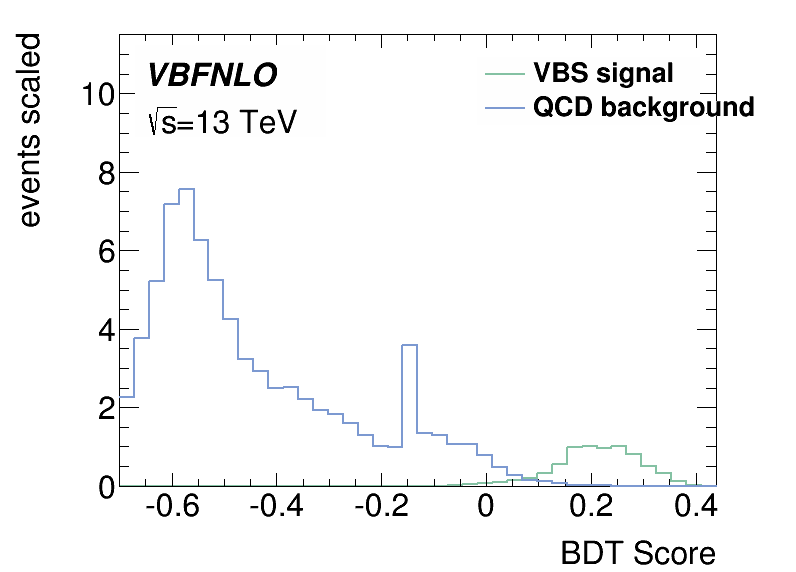 events scaled
VBFNLO
√s=13 TeV
VBS signal
QCD background
10
8
6
4
2
0
-0.6 -0.4 -0.2 0 0.2 0.4
BDT Score